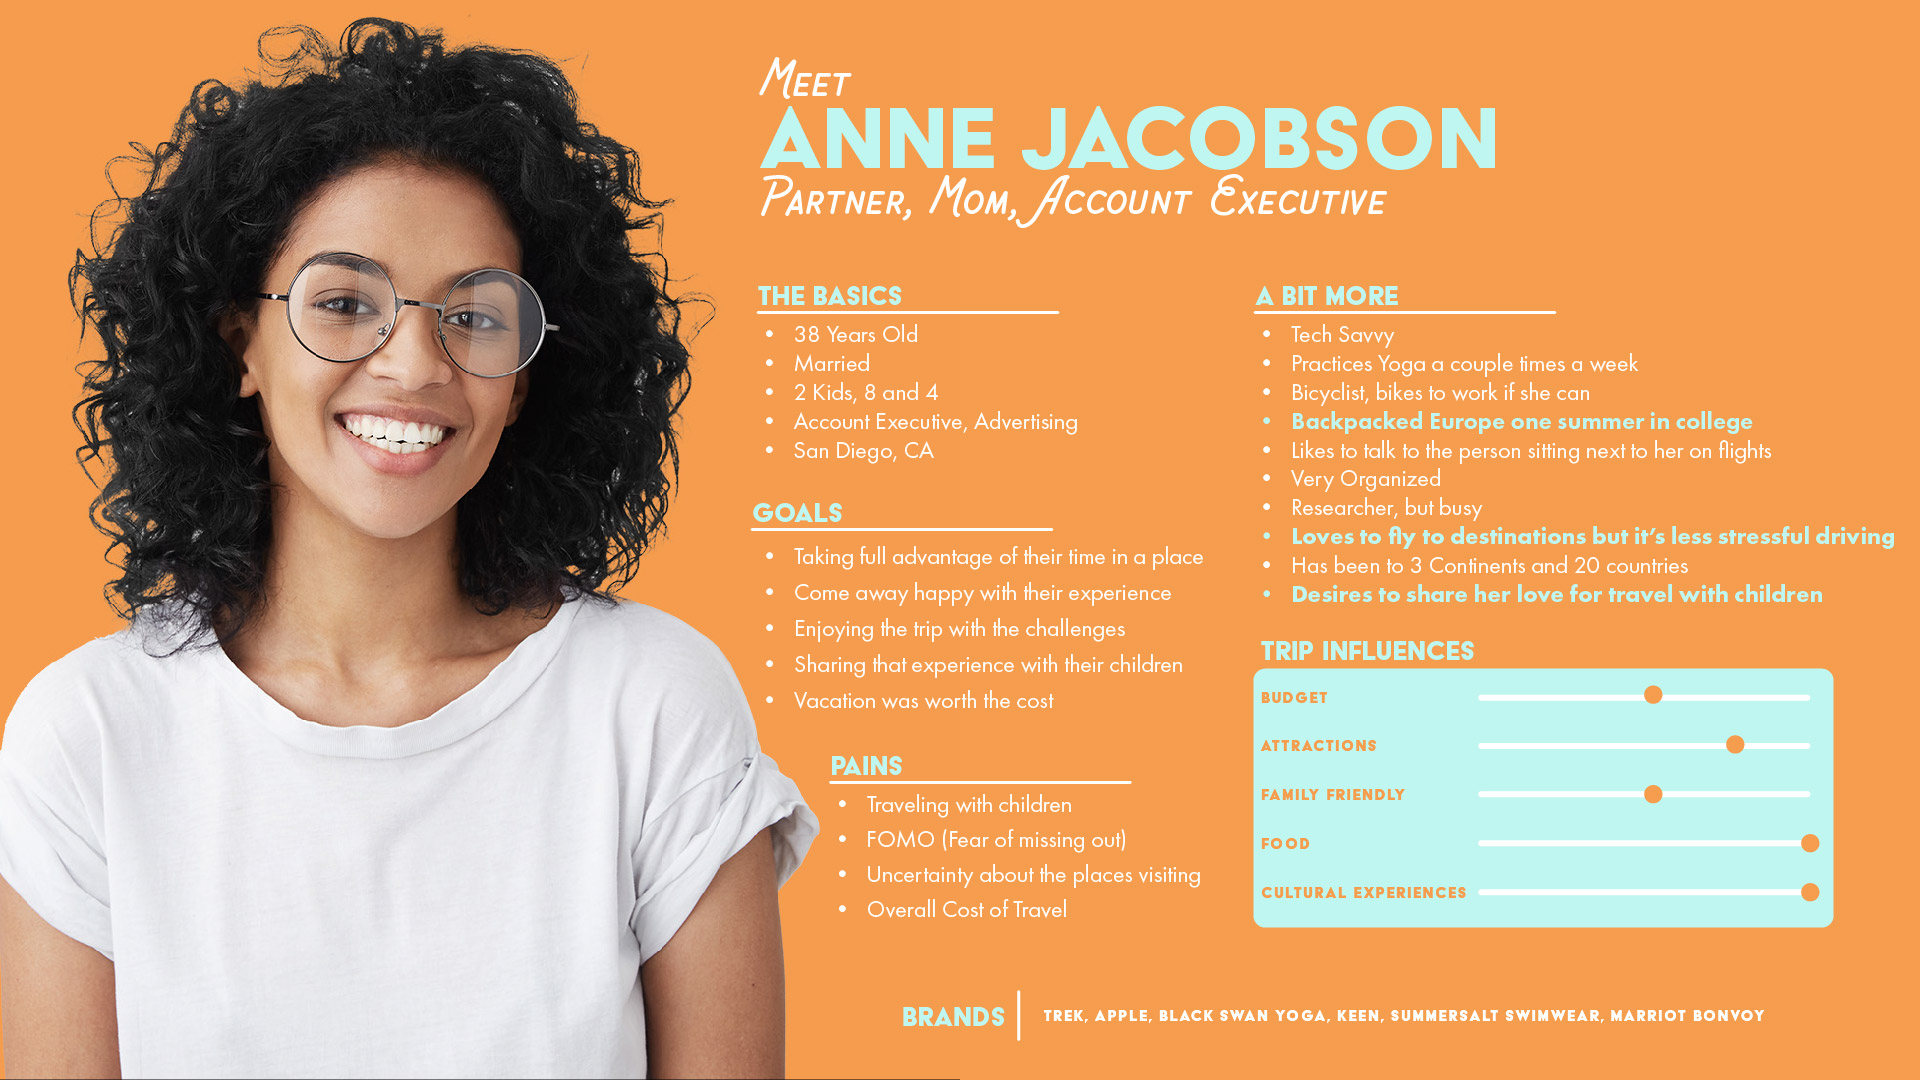 MEET
ANNE JACOBSON
PARTNER, MOM, ACCOUNT EXECUTIVE
THE BASICS
• 38 Years Old
• Married
• 2 Kids, 8 and 4
• Account Executive, Advertising
• San Diego, CA
GOALS
• Taking full advantage of their time in a place
• Come away happy with their experience
• Enjoying the trip with the challenges
• Sharing that experience with their children
• Vacation was worth the cost
PAINS
• Traveling with children
• FOMO (Fear of missing out)
• Uncertainty about the places visiting
• Overall Cost of Travel
A BIT MORE
• Tech Savvy
• Practices Yoga a couple times a week
• Bicyclist, bikes to work if she can
• Backpacked Europe one summer in college
• Likes to talk to the person sitting next to her on flights
• Very Organized
• Researcher, but busy
• Loves to fly to destinations but it's less stressful driving
• Has been to 3 Continents and 20 countries
• Desires to share her love for travel with children
TRIP INFLUENCES
BUDGET
ATTRACTIONS
FAMILY FRIENDLY
FOOD
CULTURAL EXPERIENCES
BRANDS
TREK, APPLE, BLACK SWAN YOGA, KEEN, SUMMERSALT SWIMWEAR, MARRIOT BONVOY